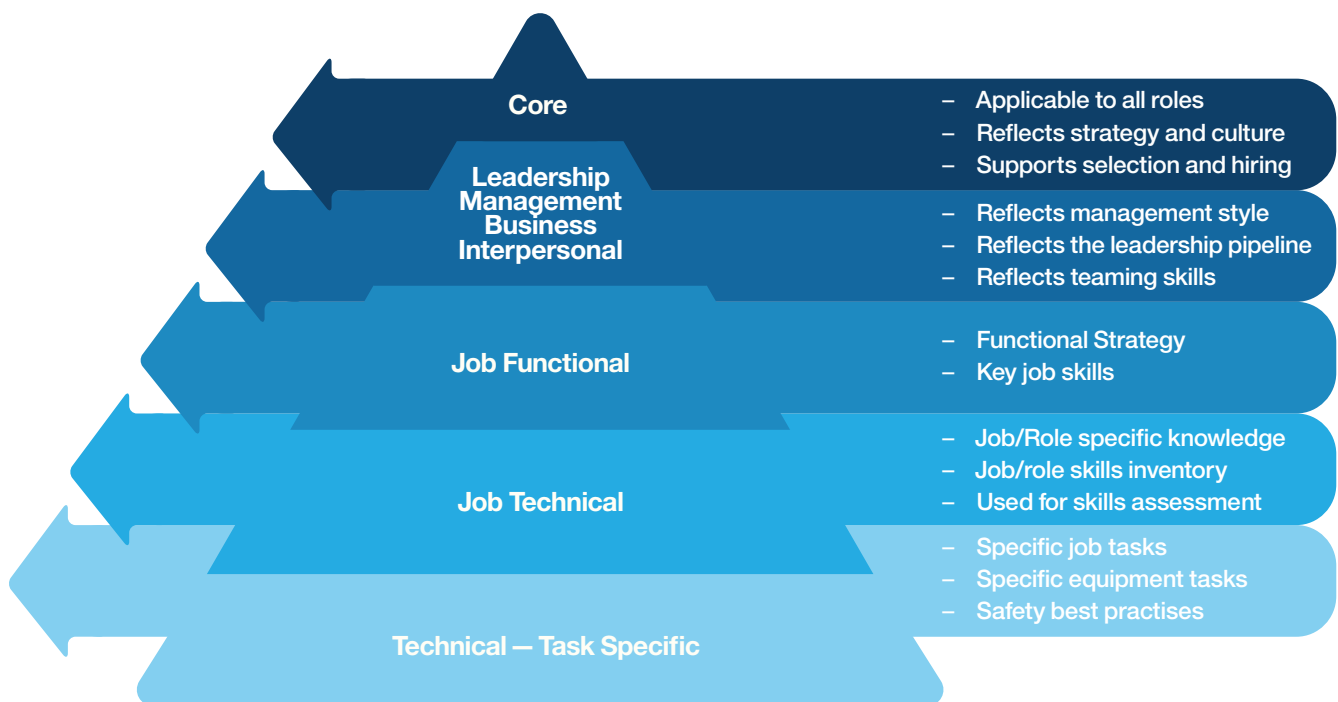 Core
– Applicable to all roles
– Reflects strategy and culture
– Supports selection and hiring
Leadership
Management
Business
Interpersonal
– Reflects management style
– Reflects the leadership pipeline
– Reflects teaming skills
Job Functional
– Functional Strategy
– Key job skills
Job Technical
– Job/Role specific knowledge
– Job/role skills inventory
– Used for skills assessment
Technical — Task Specific
– Specific job tasks
– Specific equipment tasks
– Safety best practises